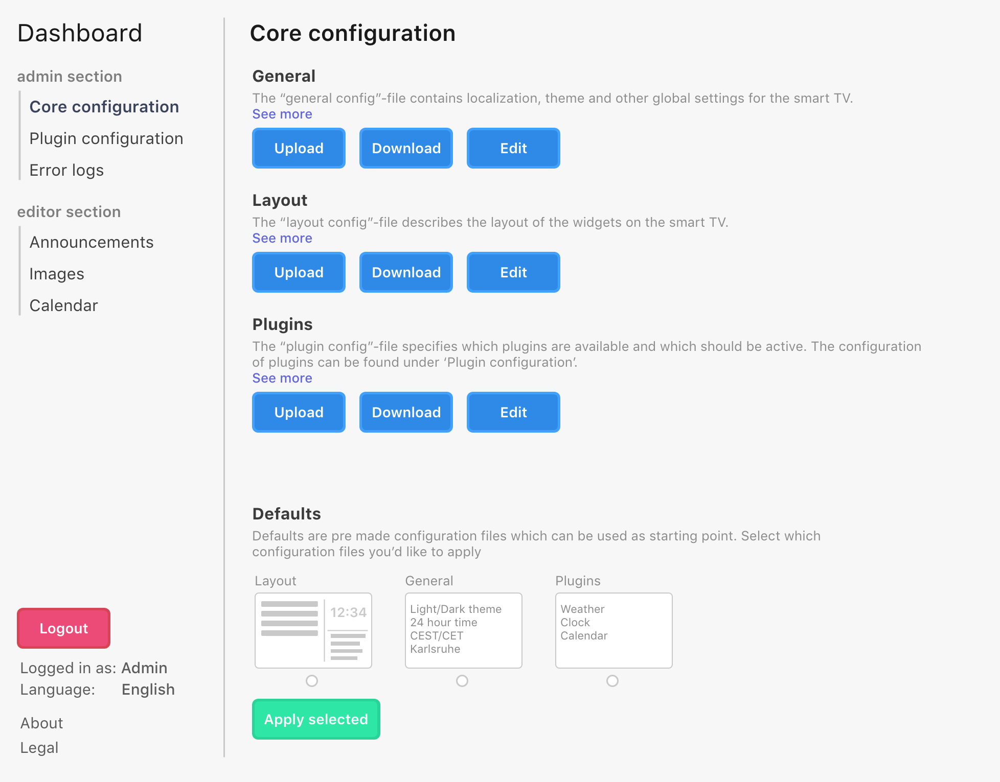 Dashboard
admin section
Core configuration
Plugin configuration
Error logs
editor section
Announcements
Images
Calendar
Logout
Logged in as: Admin
Language: English
About
Legal
Core configuration
General
The “general config”-file contains localization, theme and other global settings for the smart TV.
See more
Upload Download Edit
Layout
The “layout config”-file describes the layout of the widgets on the smart TV.
See more
Upload Download Edit
Plugins
The “plugin config”-file specifies which plugins are available and which should be active. The configuration
of plugins can be found under ‘Plugin configuration’.
See more
Upload Download Edit
Defaults
Defaults are pre made configuration files which can be used as starting point. Select which
configuration files you’d like to apply
Layout
12:34
General
Light/Dark theme
24 hour time
CEST/CET
Karlsruhe
Plugins
Weather
Clock
Calendar
Apply selected